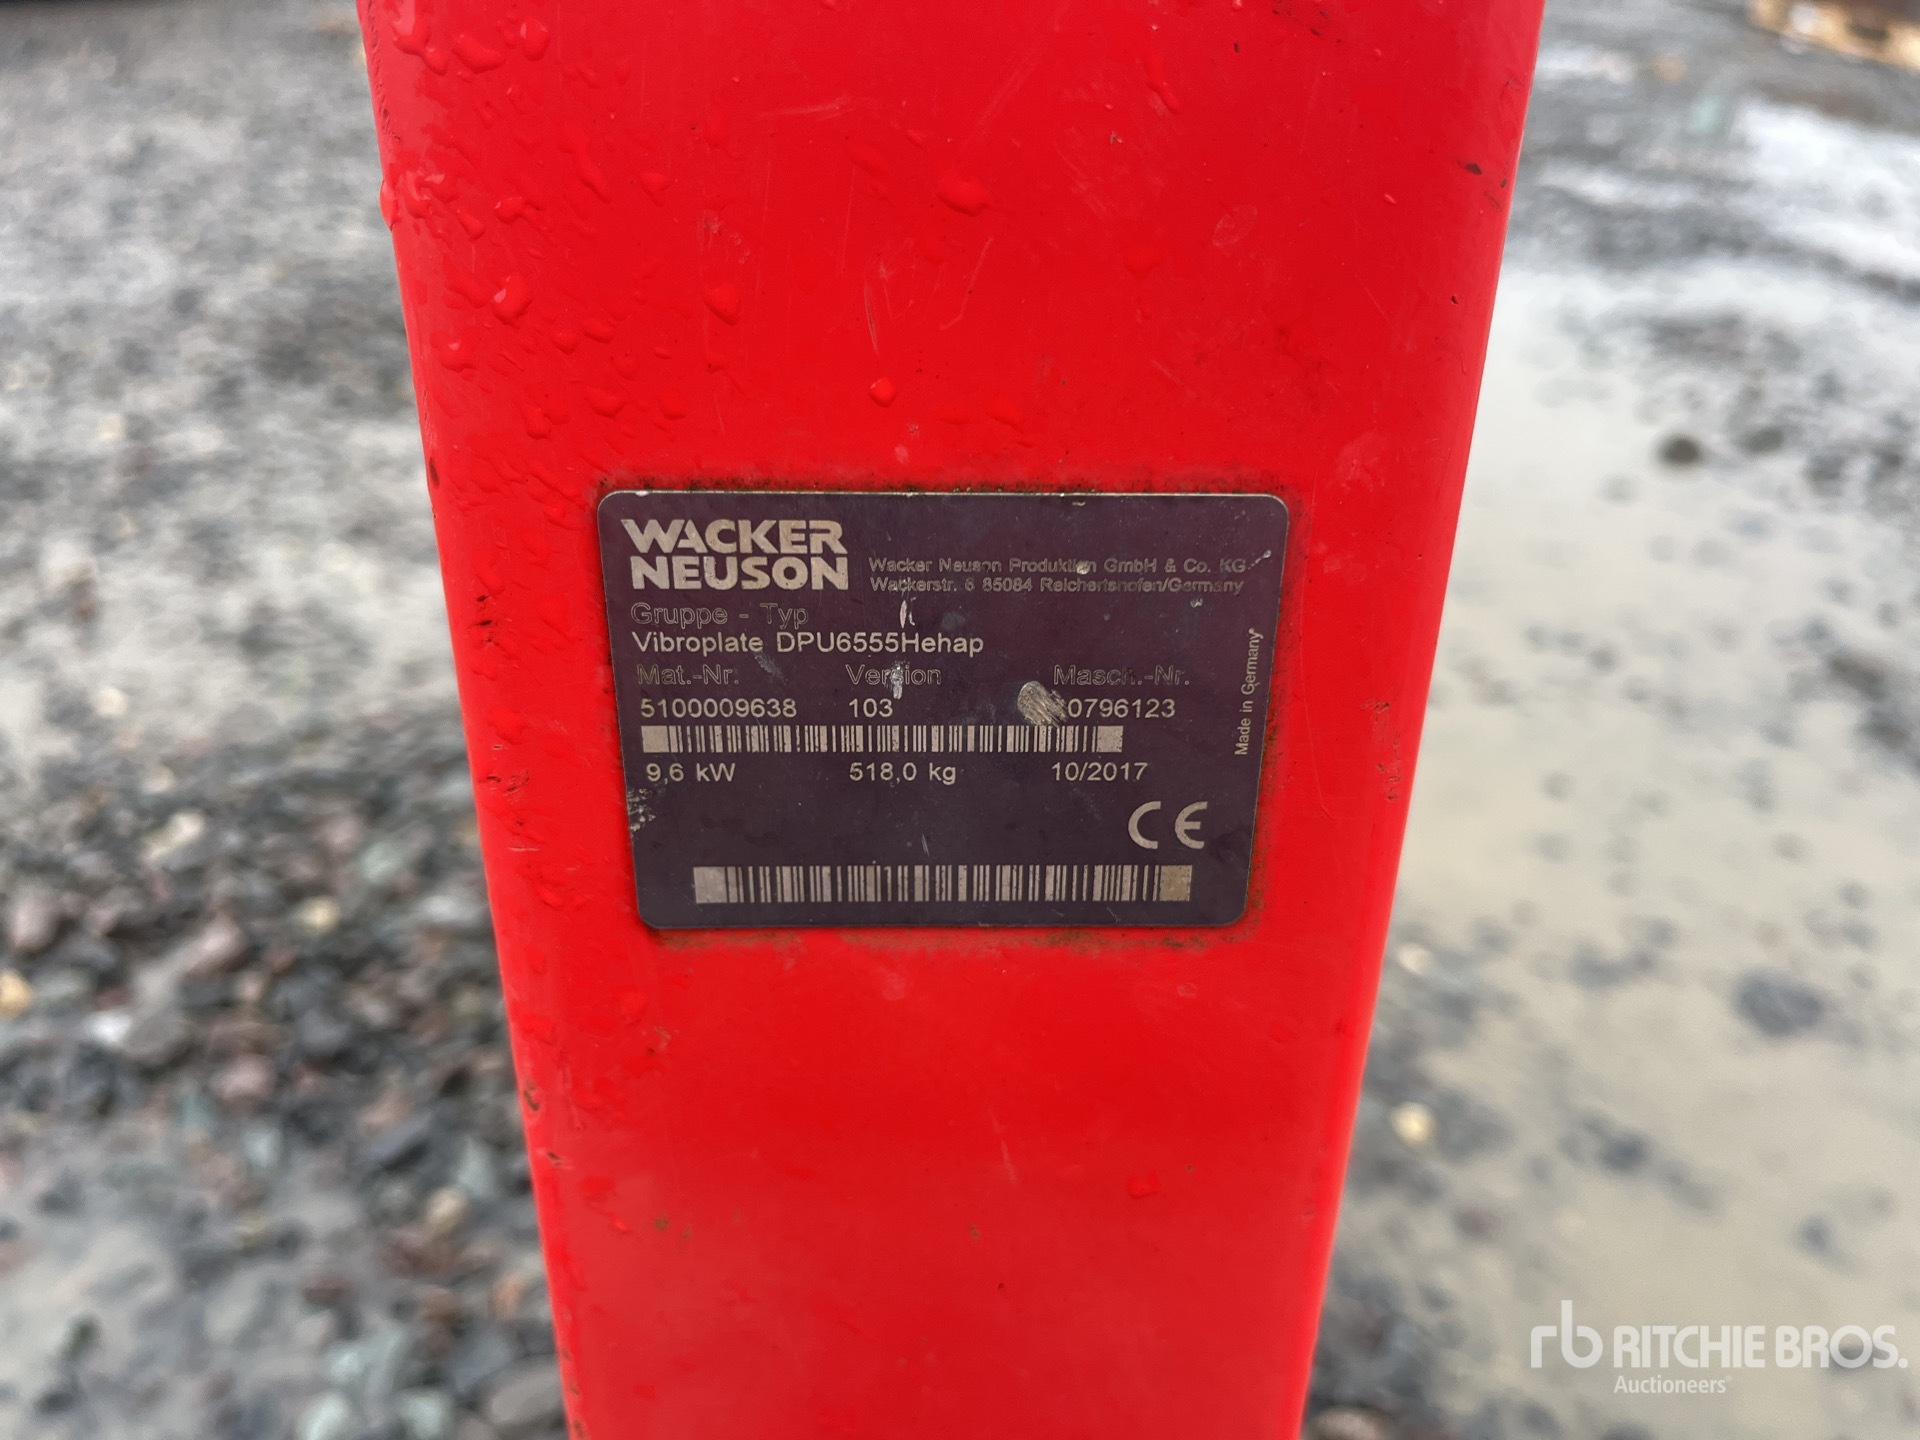 WACKER
NEUSON
Wacker Neuson Produktion GmbH & Co. KG
Wackerstr. 6 85084 Reichertshofen/Germany
Gruppe - Typ
Vibroplate DPU6555Hehap
Mat.-Nr. Version Masch.-Nr.
5100009638 103 0796123
9,6 kW 518,0 kg 10/2017
CE
Made in Germany
rb RITCHIE BROS.
Auctioneers